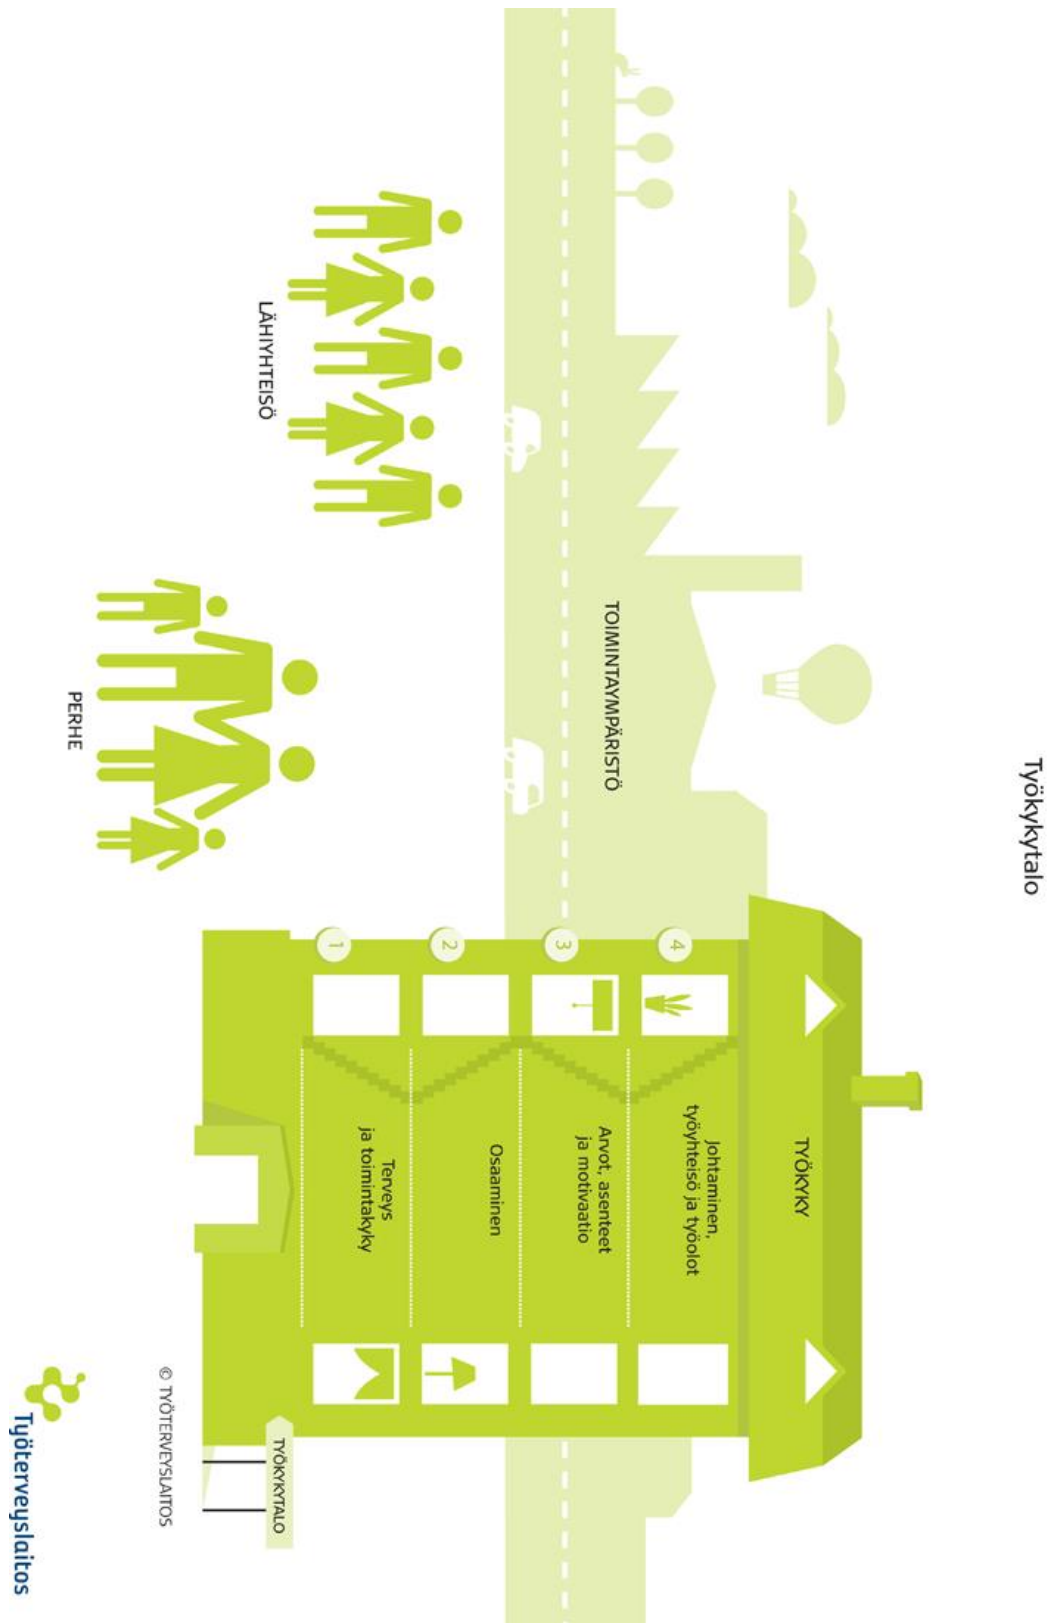 Työkykytalo
TOIMINTAYMPÄRISTÖ
LÄHIYHTEISÖ
PERHE
TYÖKYKY
4
Johtaminen,
työyhteisö ja työolot
3
Arvot, asenteet
ja motivaatio
2
Osaaminen
1
Terveys
ja toimintakyky
TYÖKYKYTALO
© TYÖTERVEYSLAITOS
Työterveyslaitos